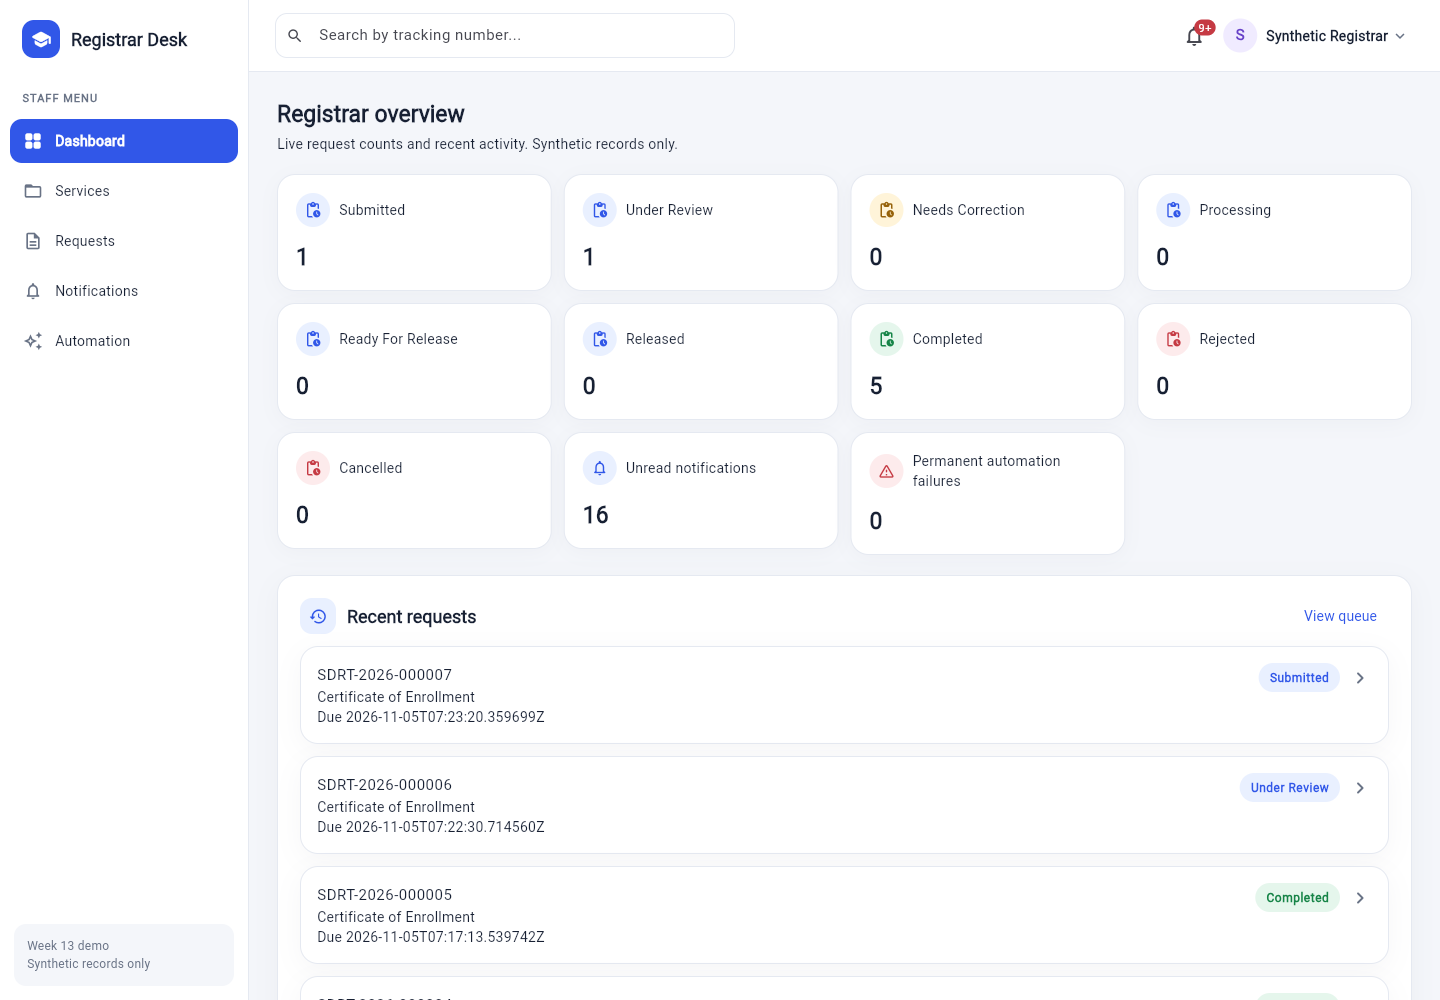 Registrar Desk
STAFF MENU
Dashboard
Services
Requests
Notifications
Automation
Week 13 demo
Synthetic records only
Search by tracking number...
9+
S
Synthetic Registrar
Registrar overview
Live request counts and recent activity. Synthetic records only.
Submitted
1
Under Review
1
Needs Correction
0
Processing
0
Ready For Release
0
Released
0
Completed
5
Rejected
0
Cancelled
0
Unread notifications
16
Permanent automation
failures
0
Recent requests
View queue
SDRT-2026-000007
Certificate of Enrollment
Due 2026-11-05T07:23:20.359699Z
Submitted
SDRT-2026-000006
Certificate of Enrollment
Due 2026-11-05T07:22:30.714560Z
Under Review
SDRT-2026-000005
Certificate of Enrollment
Due 2026-11-05T07:17:13.539742Z
Completed